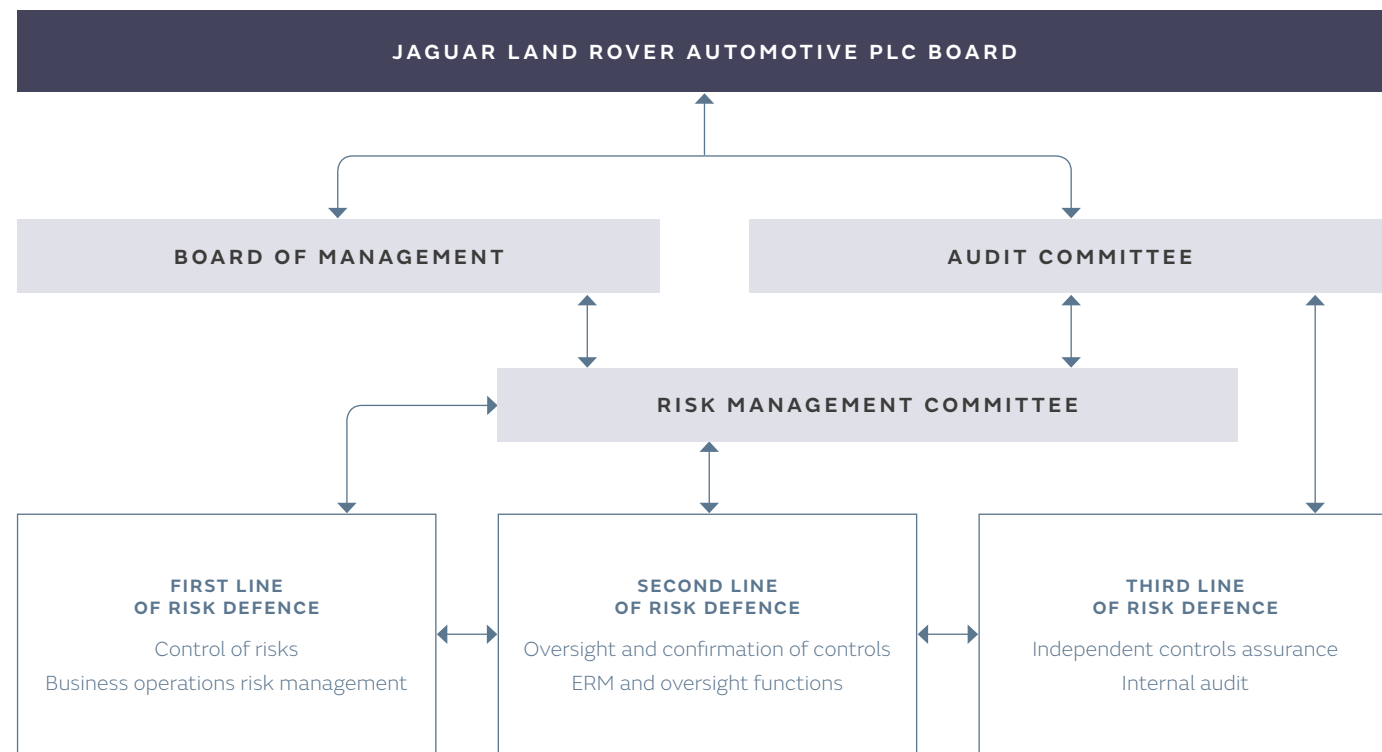 JAGUAR LAND ROVER AUTOMOTIVE PLC BOARD
BOARD OF MANAGEMENT
AUDIT COMMITTEE
RISK MANAGEMENT COMMITTEE
FIRST LINE
OF RISK DEFENCE
Control of risks
Business operations risk management
SECOND LINE
OF RISK DEFENCE
Oversight and confirmation of controls
ERM and oversight functions
THIRD LINE
OF RISK DEFENCE
Independent controls assurance
Internal audit